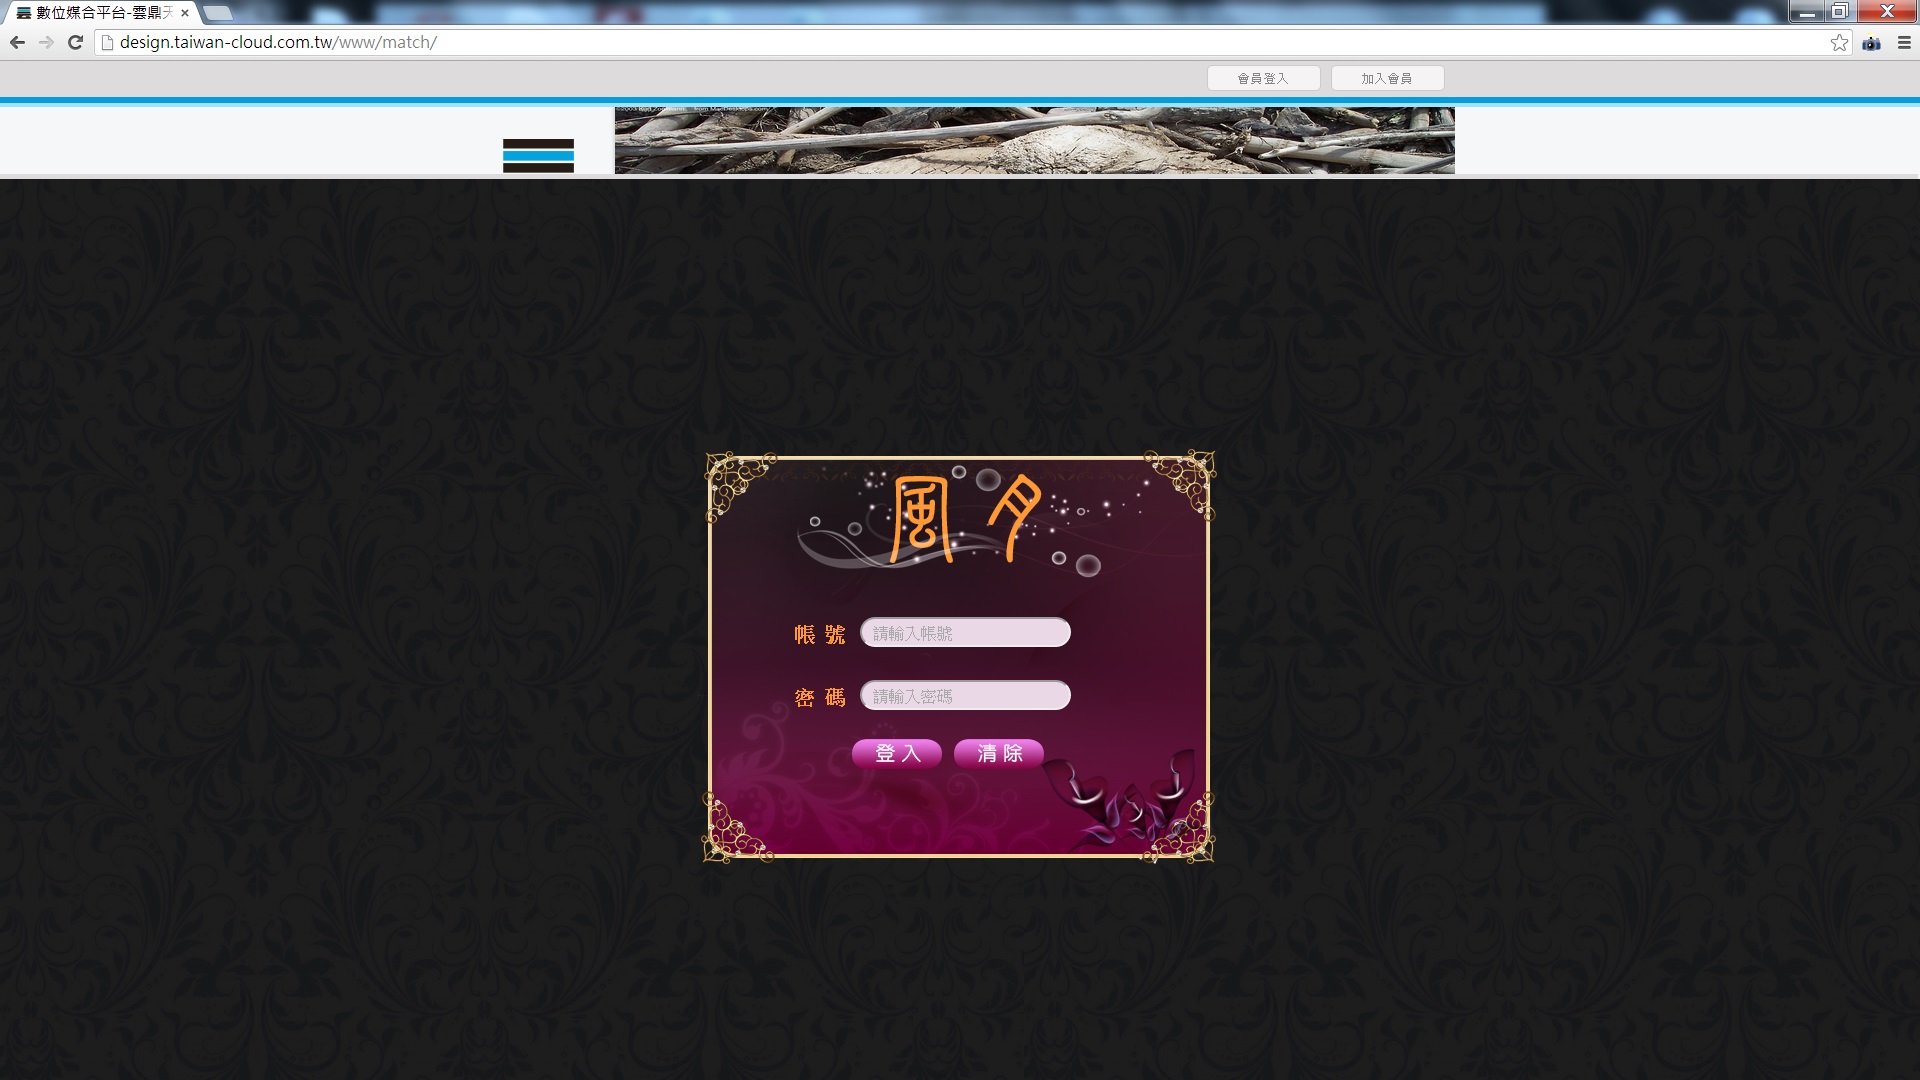 數位媒合平台-雲鼎天
design.taiwan-cloud.com.tw/www/match/
會員登入
加入會員
風 月
帳 號
請輸入帳號
密 碼
請輸入密碼
登 入
清 除